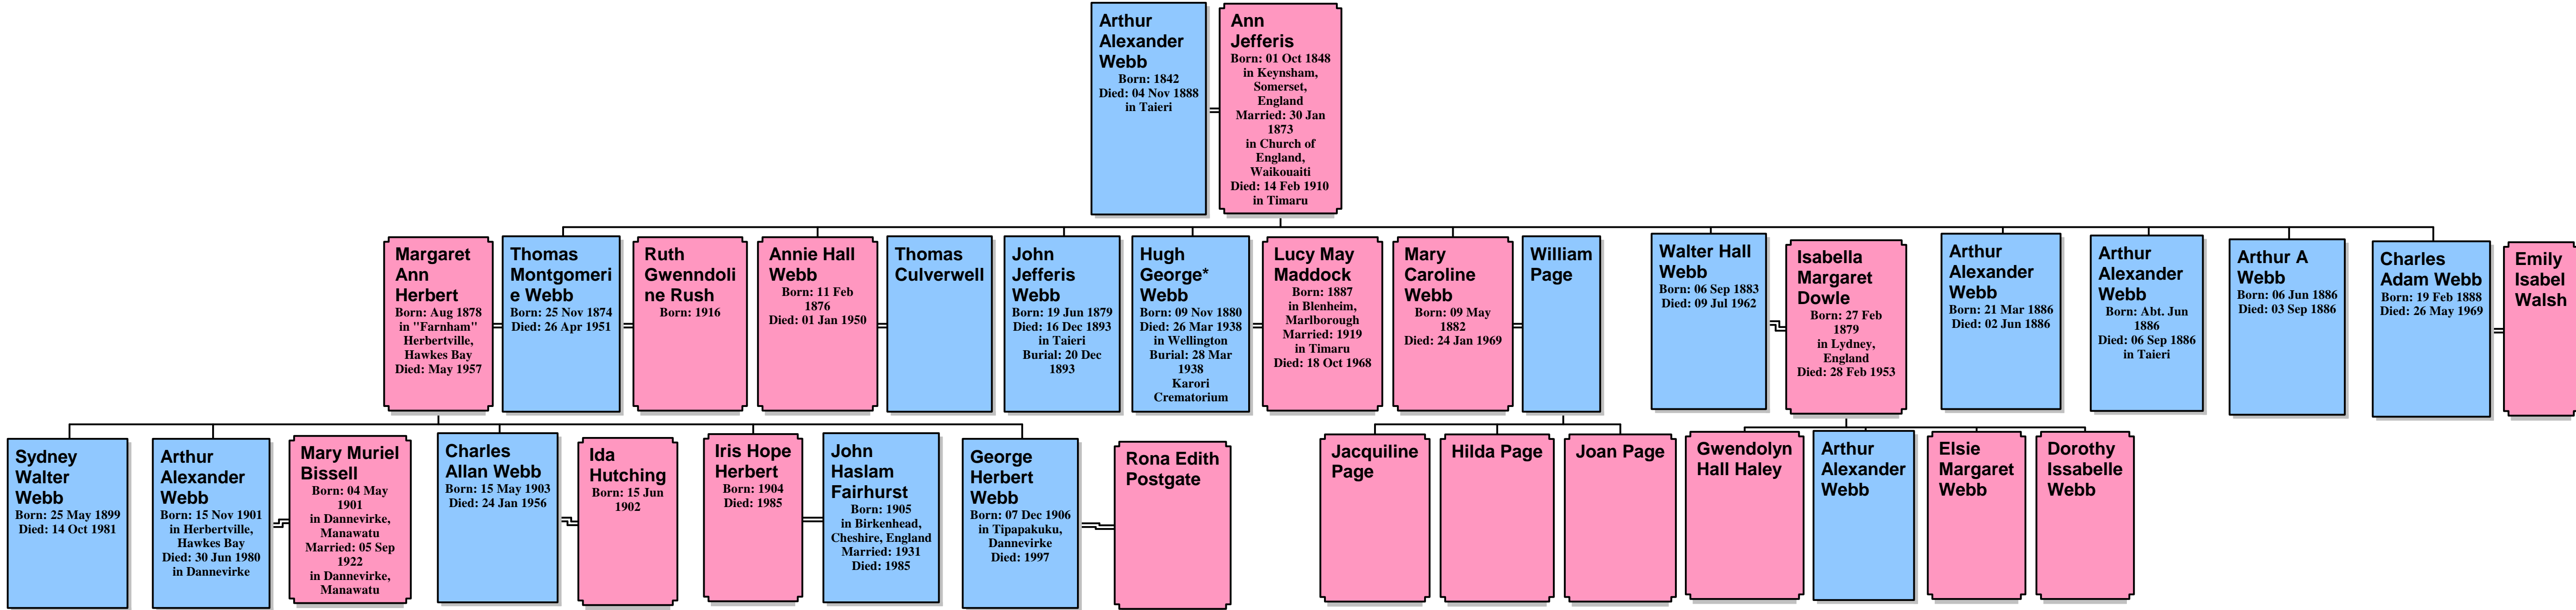 Arthur
Alexander
Webb
Born: 1842
Died: 04 Nov 1888
in Taieri
Ann
Jefferis
Born: 01 Oct 1848
in Keynsham,
Somerset,
England
Married: 30 Jan
1873
in Church of
England,
Waikouaiti
Died: 14 Feb 1910
in Timaru
Margaret
Ann
Herbert
Born: Aug 1878
in "Farnham"
Herbertville,
Hawkes Bay
Died: May 1957
Thomas
Montgomeri
e Webb
Born: 25 Nov 1874
Died: 26 Apr 1951
Ruth
Gwenndoli
ne Rush
Born: 1916
Annie Hall
Webb
Born: 11 Feb
1876
Died: 01 Jan 1950
Thomas
Culverwell
John
Jefferis
Webb
Born: 19 Jun 1879
Died: 16 Dec 1893
in Taieri
Burial: 20 Dec
1893
Hugh
George*
Webb
Born: 09 Nov 1880
Died: 26 Mar 1938
in Wellington
Burial: 28 Mar
1938
Karori
Crematorium
Lucy May
Maddock
Born: 1887
in Blenheim,
Marlborough
Married: 1919
in Timaru
Died: 18 Oct 1968
Mary
Caroline
Webb
Born: 09 May
1882
Died: 24 Jan 1969
William
Page
Walter Hall
Webb
Born: 06 Sep 1883
Died: 09 Jul 1962
Isabella
Margaret
Dowle
Born: 27 Feb
1879
in Lydney,
England
Died: 28 Feb 1953
Arthur
Alexander
Webb
Born: 21 Mar 1886
Died: 02 Jun 1886
Arthur
Alexander
Webb
Born: Abt. Jun
1886
Died: 06 Sep 1886
in Taieri
Arthur A
Webb
Born: 06 Jun 1886
Died: 03 Sep 1886
Charles
Adam Webb
Born: 19 Feb 1888
Died: 26 May 1969
Emily
Isabel
Walsh
Sydney
Walter
Webb
Born: 25 May 1899
Died: 14 Oct 1981
Arthur
Alexander
Webb
Born: 15 Nov 1901
in Herbertville,
Hawkes Bay
Died: 30 Jun 1980
in Dannevirke
Mary Muriel
Bissell
Born: 04 May
1901
in Dannevirke,
Manawatu
Married: 05 Sep
1922
in Dannevirke,
Manawatu
Charles
Allan Webb
Born: 15 May 1903
Died: 24 Jan 1956
Ida
Hutching
Born: 15 Jun
1902
Iris Hope
Herbert
Born: 1904
Died: 1985
John
Haslam
Fairhurst
Born: 1905
in Birkenhead,
Cheshire, England
Married: 1931
Died: 1985
George
Herbert
Webb
Born: 07 Dec 1906
in Tipapakuku,
Dannevirke
Died: 1997
Rona Edith
Postgate
Jacquiline
Page
Hilda Page
Joan Page
Gwendolyn
Hall Haley
Arthur
Alexander
Webb
Elsie
Margaret
Webb
Dorothy
Issabelle
Webb